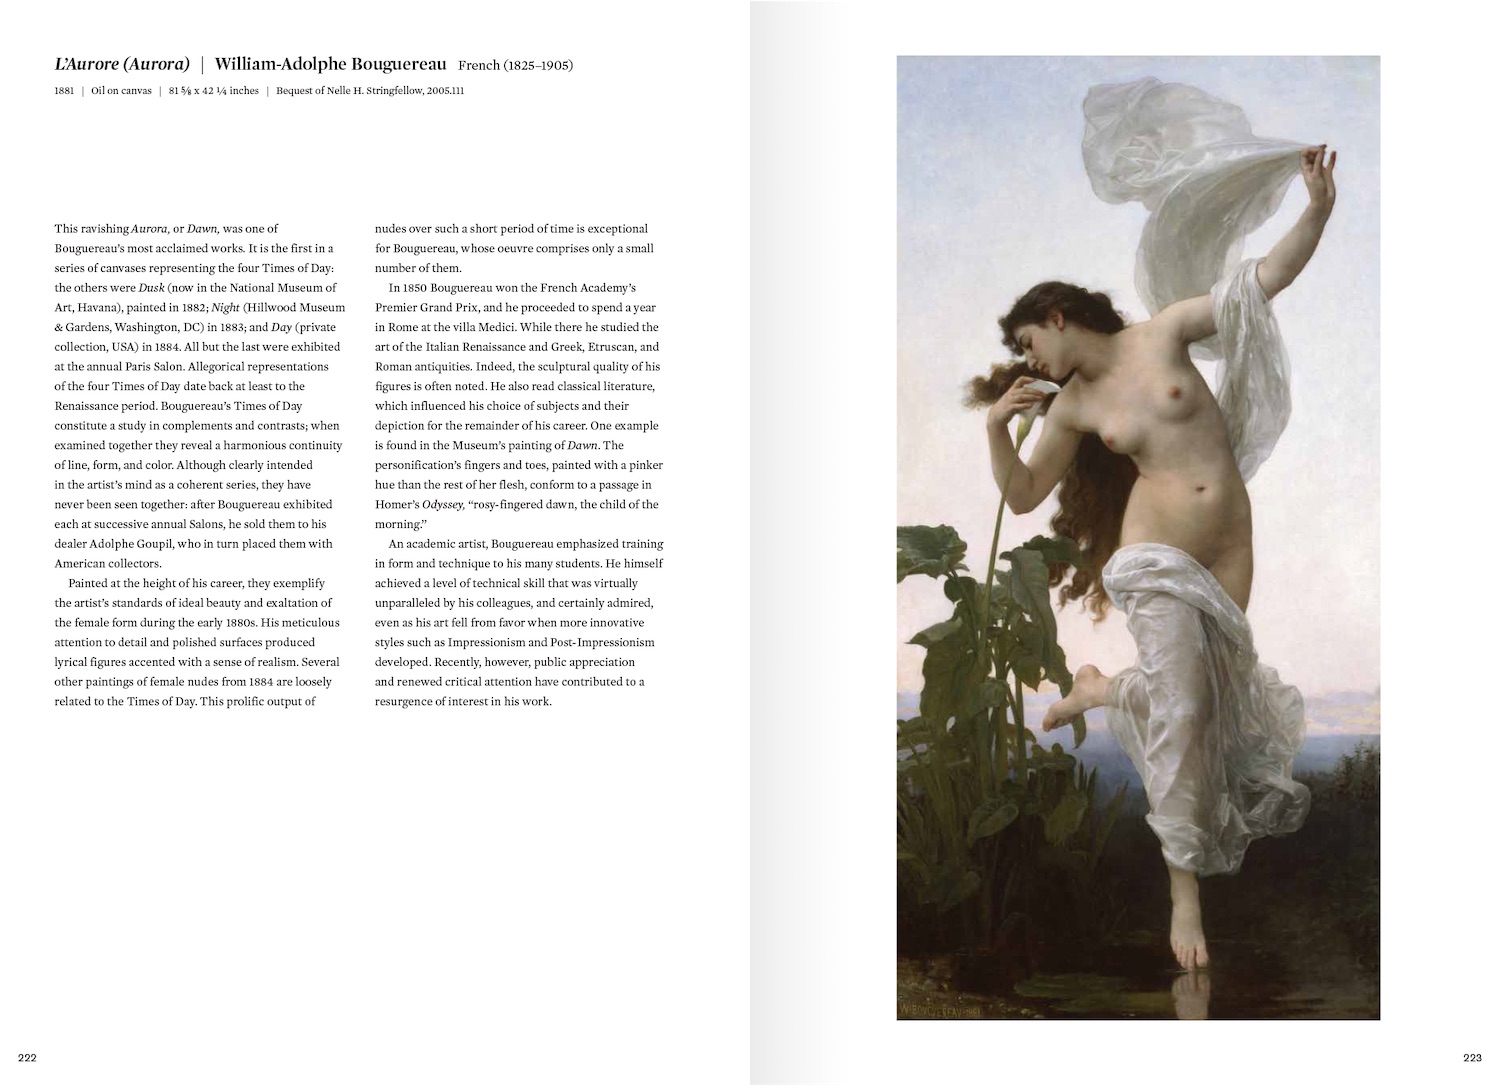 L’Aurore (Aurora) | William-Adolphe Bouguereau French (1825–1905)
1881 | Oil on canvas | 81 ⅝ x 42 ¼ inches | Bequest of Nelle H. Stringfellow, 2005.111
This ravishing Aurora, or Dawn, was one of
Bouguereau’s most acclaimed works. It is the first in a
series of canvases representing the four Times of Day:
the others were Dusk (now in the National Museum of
Art, Havana), painted in 1882; Night (Hillwood Museum
& Gardens, Washington, DC) in 1883; and Day (private
collection, USA) in 1884. All but the last were exhibited
at the annual Paris Salon. Allegorical representations
of the four Times of Day date back at least to the
Renaissance period. Bouguereau’s Times of Day
constitute a study in complements and contrasts; when
examined together they reveal a harmonious continuity
of line, form, and color. Although clearly intended
in the artist’s mind as a coherent series, they have
never been seen together: after Bouguereau exhibited
each at successive annual Salons, he sold them to his
dealer Adolphe Goupil, who in turn placed them with
American collectors.
Painted at the height of his career, they exemplify
the artist’s standards of ideal beauty and exaltation of
the female form during the early 1880s. His meticulous
attention to detail and polished surfaces produced
lyrical figures accented with a sense of realism. Several
other paintings of female nudes from 1884 are loosely
related to the Times of Day. This prolific output of
nudes over such a short period of time is exceptional
for Bouguereau, whose oeuvre comprises only a small
number of them.
In 1850 Bouguereau won the French Academy’s
Premier Grand Prix, and he proceeded to spend a year
in Rome at the villa Medici. While there he studied the
art of the Italian Renaissance and Greek, Etruscan, and
Roman antiquities. Indeed, the sculptural quality of his
figures is often noted. He also read classical literature,
which influenced his choice of subjects and their
depiction for the remainder of his career. One example
is found in the Museum’s painting of Dawn. The
personification’s fingers and toes, painted with a pinker
hue than the rest of her flesh, conform to a passage in
Homer’s Odyssey, “rosy-fingered dawn, the child of the
morning.”
An academic artist, Bouguereau emphasized training
in form and technique to his many students. He himself
achieved a level of technical skill that was virtually
unparalleled by his colleagues, and certainly admired,
even as his art fell from favor when more innovative
styles such as Impressionism and Post-Impressionism
developed. Recently, however, public appreciation
and renewed critical attention have contributed to a
resurgence of interest in his work.
222
W·BOVGVEREAV·1881
223